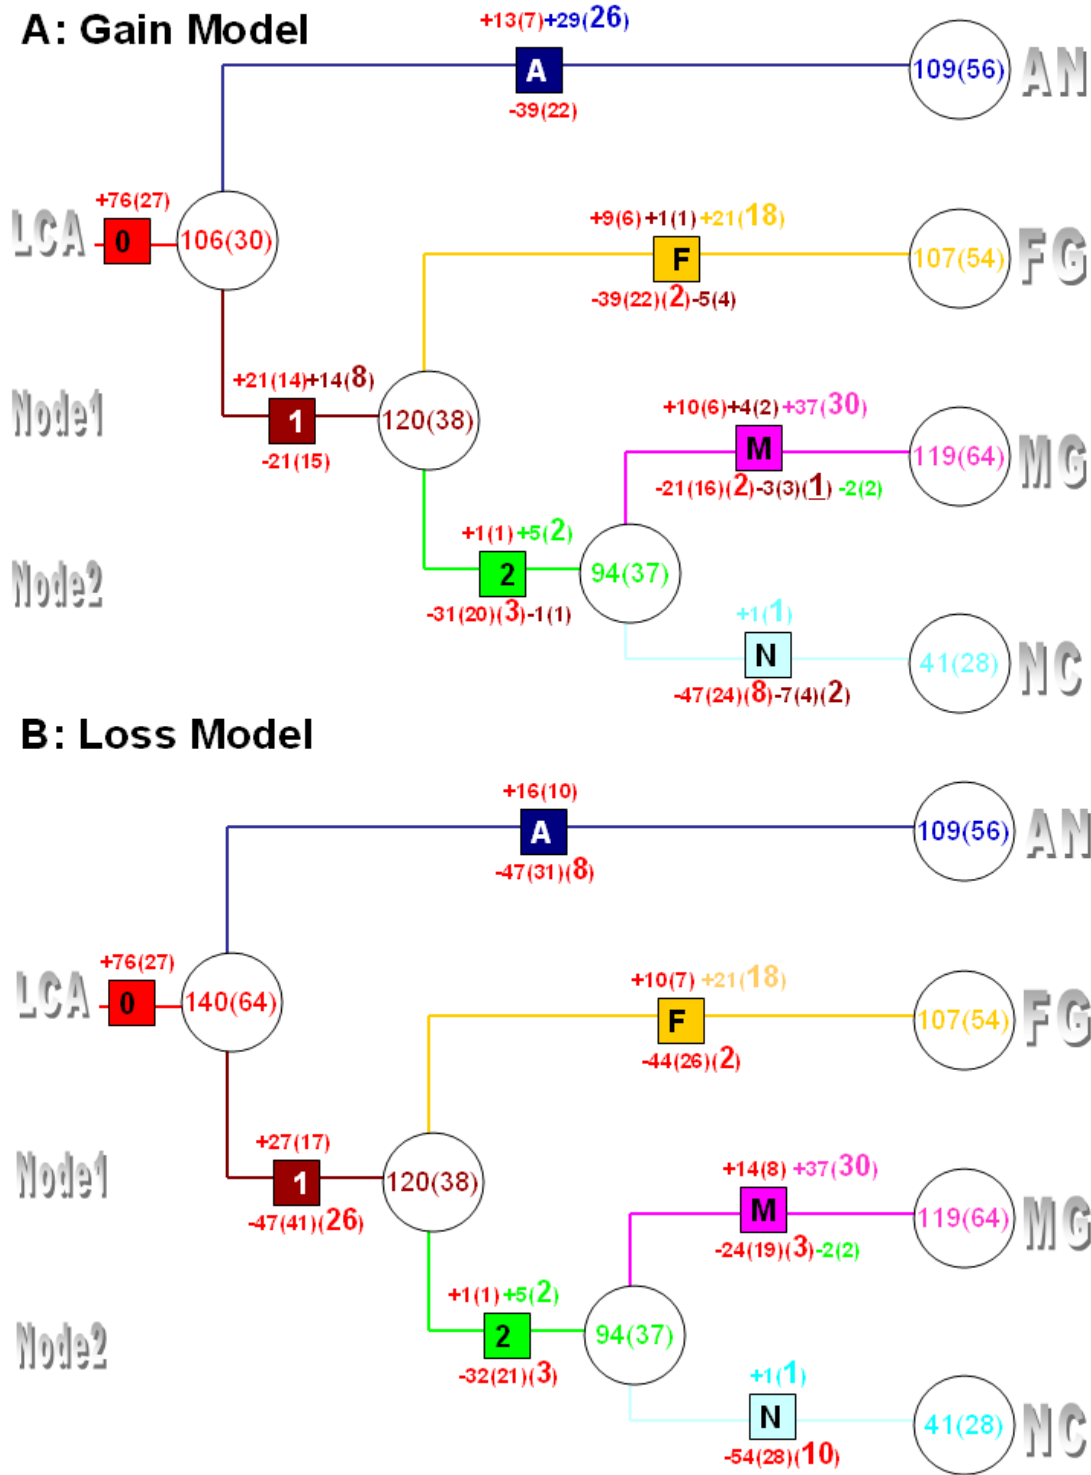 A: Gain Model
+13(7)+29(26)
A
-39(22)
109(56)
AN
+76(27)
LCA
0
106(30)
+9(6)+1(1)+21(18)
F
-39(22)(2)-5(4)
107(54)
FG
Node1
+21(14)+14(8)
1
-21(15)
120(38)
+10(6)+4(2)+37(30)
M
-21(16)(2)-3(3)(1) -2(2)
119(64)
MG
Node2
+1(1)+5(2)
2
-31(20)(3)-1(1)
94(37)
+1(1)
N
-47(24)(8)-7(4)(2)
41(28)
NC
B: Loss Model
+16(10)
A
-47(31)(8)
109(56)
AN
+76(27)
LCA
0
140(64)
+10(7) +21(18)
F
-44(26)(2)
107(54)
FG
Node1
+27(17)
1
-47(41)(26)
120(38)
+14(8) +37(30)
M
-24(19)(3)-2(2)
119(64)
MG
Node2
+1(1)+5(2)
2
-32(21)(3)
94(37)
+1(1)
N
-54(28)(10)
41(28)
NC